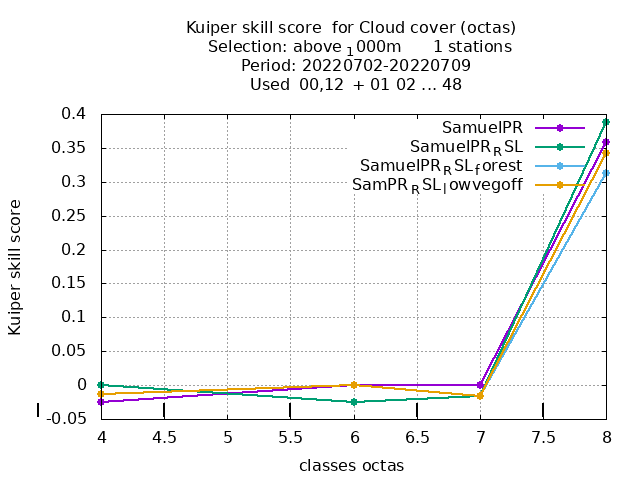 Kuiper skill score for Cloud cover (octas)
Selection: above 1000m 1 stations
Period: 20220702-20220709
Used 00,12 + 01 02 ... 48
SamuelPR
SamuelPR_RSL
SamuelPR_RSL_forest
SamPR_RSL_lowvegoff
Kuiper skill score
0.4
0.35
0.3
0.25
0.2
0.15
0.1
0.05
0
-0.05
4 4.5 5 5.5 6 6.5 7 7.5 8
classes octas